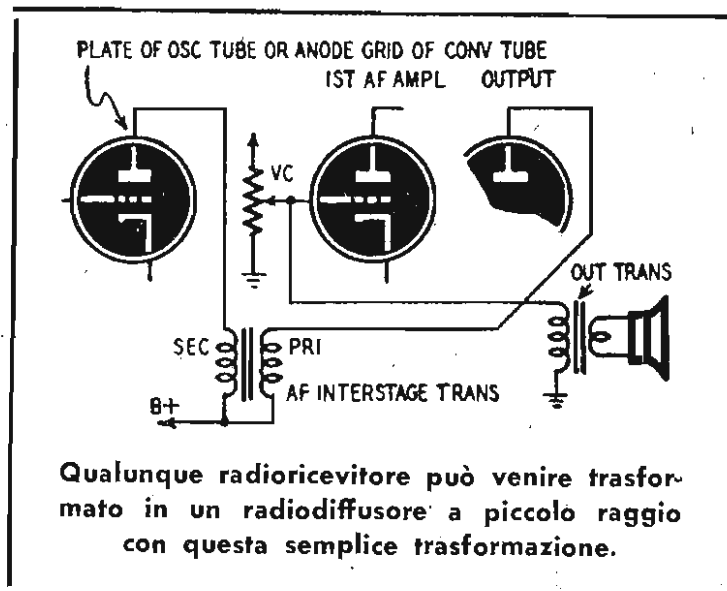 PLATE OF OSC TUBE OR ANODE GRID OF CONV TUBE
IST AF AMPL OUTPUT
VC
OUT TRANS
SEC PRI
AF INTERSTAGE TRANS
B+
Qualunque radioricevitore può venire trasfor-
mato in un radiodiffusore a piccolo raggio
con questa semplice trasformazione.